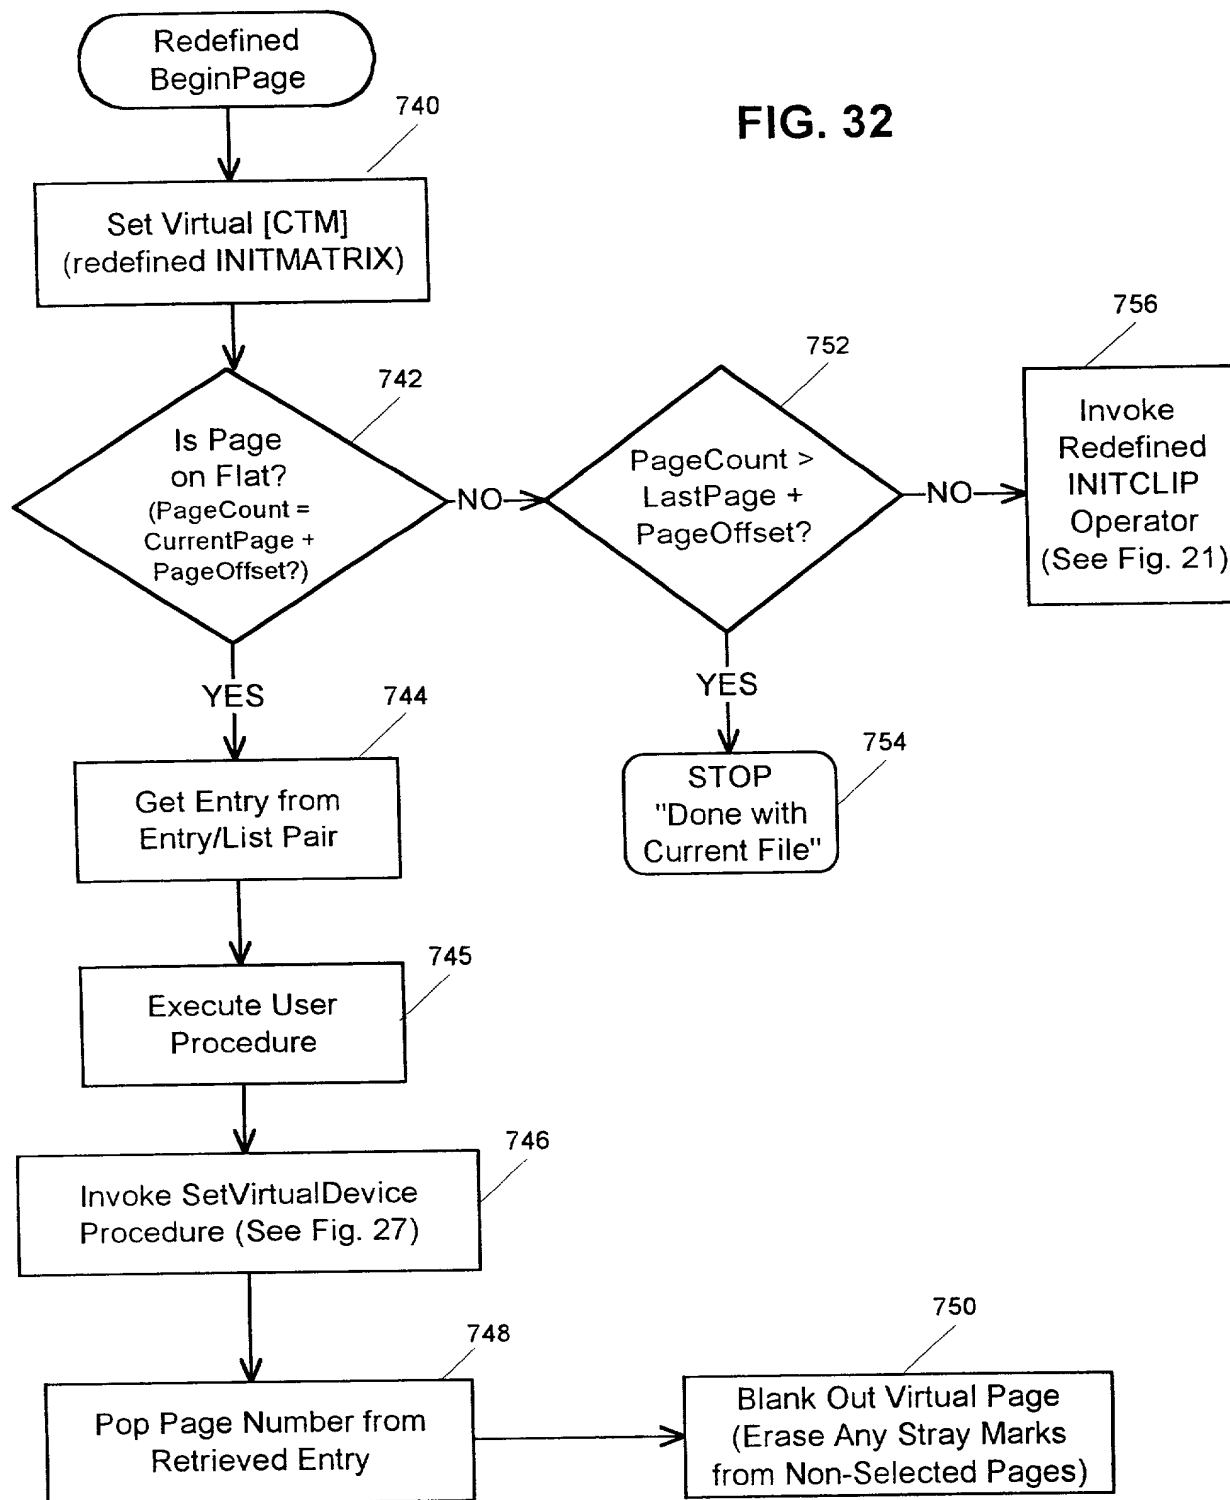 Redefined
BeginPage
740
FIG. 32
Set Virtual [CTM]
(redefined INITMATRIX)
742
Is Page
on Flat?
(PageCount =
CurrentPage +
PageOffset?)
NO
752
PageCount >
LastPage +
PageOffset?
NO
756
Invoke
Redefined
INITCLIP
Operator
(See Fig. 21)
YES
YES
744
Get Entry from
Entry/List Pair
754
STOP
"Done with
Current File"
745
Execute User
Procedure
746
Invoke SetVirtualDevice
Procedure (See Fig. 27)
748
Pop Page Number from
Retrieved Entry
750
Blank Out Virtual Page
(Erase Any Stray Marks
from Non-Selected Pages)